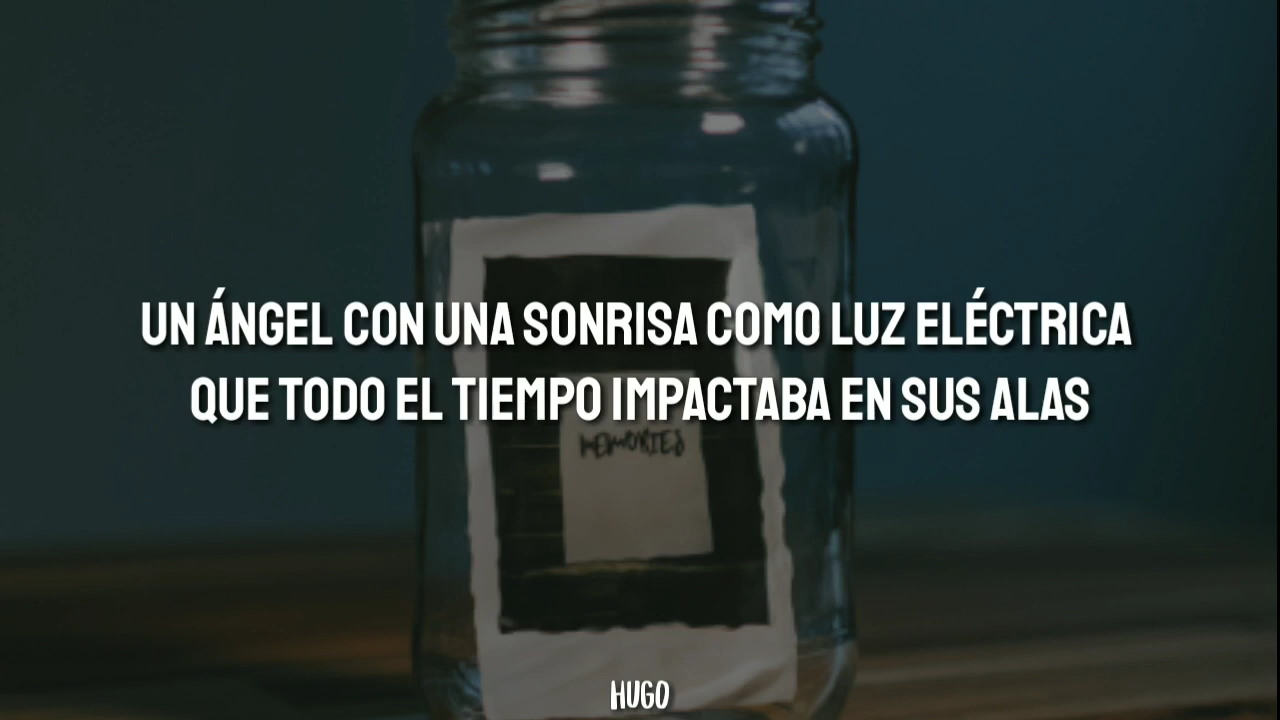 UN ÁNGEL CON UNA SONRISA COMO LUZ ELÉCTRICA
QUE TODO EL TIEMPO IMPACTABA EN SUS ALAS
MEMORIES
HUGO